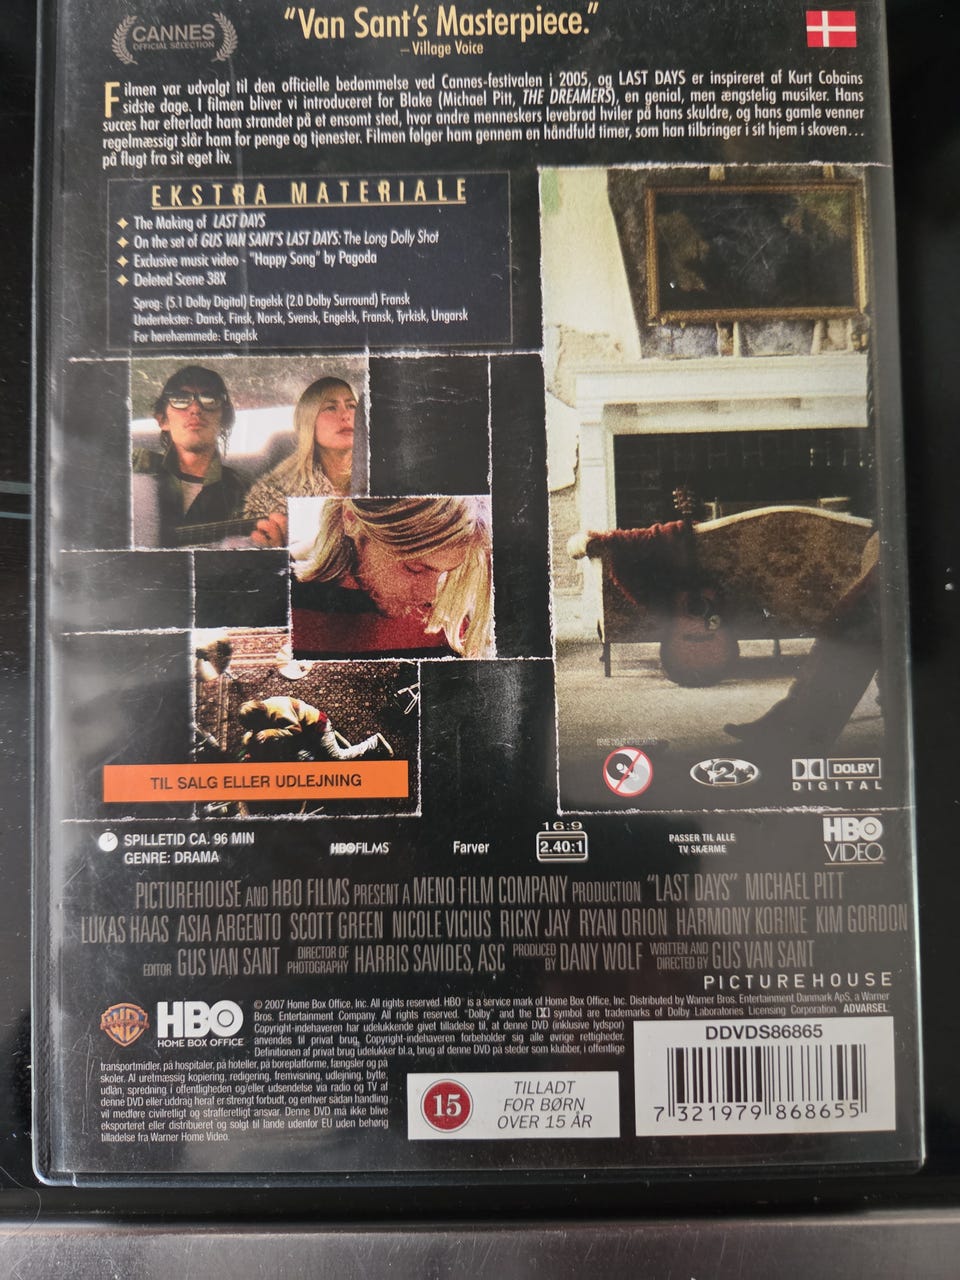 CANNES
OFFICIAL SELECTION
"Van Sant's Masterpiece."
– Village Voice
Filmen var udvalgt til den officielle bedømmelse ved Cannes-festivalen i 2005, og LAST DAYS er inspireret af Kurt Cobains
sidste dage. I filmen bliver vi introduceret for Blake (Michael Pitt, THE DREAMERS), en genial, men ængstelig musiker. Hans
succes har efterladt ham strandet på et ensomt sted, hvor andre menneskers levebrød hviler på hans skuldre, og hans gamle venner
regelmæssigt slår ham for penge og tjenester. Filmen følger ham gennem en håndfuld timer, som han tilbringer i sit hjem i skoven...
på flugt fra sit eget liv.
EKSTRA MATERIALE
The Making of LAST DAYS
On the set of GUS VAN SANT'S LAST DAYS: The Long Dolly Shot
Exclusive music video - "Happy Song" by Pagoda
Deleted Scene 38X
Sprog: (5.1 Dolby Digital) Engelsk (2.0 Dolby Surround) Fransk
Undertekster: Dansk, Finsk, Norsk, Svensk, Engelsk, Fransk, Tyrkisk, Ungarsk
For hørehæmmede: Engelsk
2
DOLBY
DIGITAL
TIL SALG ELLER UDLEJNING
SPILLETID CA. 96 MIN
GENRE: DRAMA
HBO FILMS
Farver
16:9
2.40:1
PASSER TIL ALLE
TV SKÆRME
HBO
VIDEO
PICTUREHOUSE AND HBO FILMS PRESENT A MENO FILM COMPANY PRODUCTION "LAST DAYS" MICHAEL PITT
LUKAS HAAS ASIA ARGENTO SCOTT GREEN NICOLE VICIUS RICKY JAY RYAN ORION HARMONY KORINE KIM GORDON
EDITOR GUS VAN SANT DIRECTOR OF PHOTOGRAPHY HARRIS SAVIDES, ASC PRODUCED BY DANY WOLF WRITTEN AND DIRECTED BY GUS VAN SANT
PICTUREHOUSE
WB
HBO
HOME BOX OFFICE
© 2007 Home Box Office, Inc. All rights reserved. HBO® is a service mark of Home Box Office, Inc. Distributed by Warner Bros. Entertainment Danmark ApS, a Warner
Bros. Entertainment Company. All rights reserved. "Dolby" and the DD symbol are trademarks of Dolby Laboratories Licensing Corporation. ADVARSEL:
Copyright-indehaveren har udelukkende givet tilladelse til, at denne DVD (inklusive lydspor)
anvendes til privat brug. Copyright-indehaveren forbeholder sig alle øvrige rettigheder.
Definitionen af privat brug udelukker bl.a. brug af denne DVD på steder som klubber, i offentlige
transportmidler, på hospitaler, på hoteller, på boreplatforme, fængsler og på
skoler. Al uretmæssig kopiering, redigering, fremvisning, udlejning, bytte,
udlån, spredning i offentligheden og/eller udsendelse via radio og TV af
denne DVD eller uddrag heraf er strengt forbudt, og enhver sådan handling
vil medføre civilretligt og strafferetligt ansvar. Denne DVD må ikke blive
eksporteret eller distribueret og solgt til lande udenfor EU uden behørig
tilladelse fra Warner Home Video.
15
TILLADT
FOR BØRN
OVER 15 ÅR
DDVDS86865
7 321979 868655